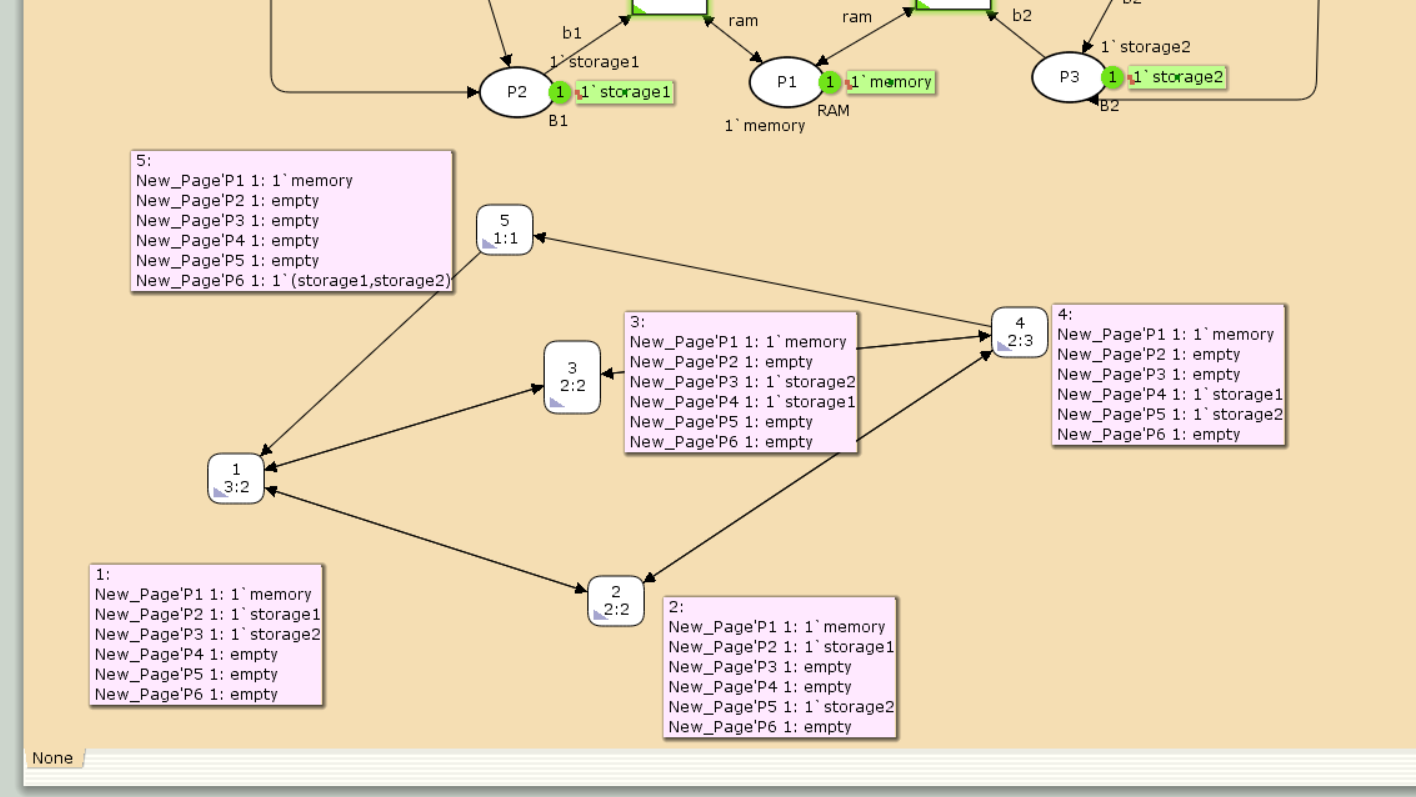 b2
ram
ram
b2
b1
1`storage1
1`storage2
P2
1
1`storage1
P1
1
1`memory
P3
1
1`storage2
B1
RAM
B2
1`memory
5:
New_Page'P1 1: 1`memory
New_Page'P2 1: empty
New_Page'P3 1: empty
New_Page'P4 1: empty
New_Page'P5 1: empty
New_Page'P6 1: 1`(storage1,storage2)
5
1:1
3:
New_Page'P1 1: 1`memory
New_Page'P2 1: empty
New_Page'P3 1: 1`storage2
New_Page'P4 1: 1`storage1
New_Page'P5 1: empty
New_Page'P6 1: empty
4
2:3
4:
New_Page'P1 1: 1`memory
New_Page'P2 1: empty
New_Page'P3 1: empty
New_Page'P4 1: 1`storage1
New_Page'P5 1: 1`storage2
New_Page'P6 1: empty
3
2:2
1
3:2
1:
New_Page'P1 1: 1`memory
New_Page'P2 1: 1`storage1
New_Page'P3 1: 1`storage2
New_Page'P4 1: empty
New_Page'P5 1: empty
New_Page'P6 1: empty
2
2:2
2:
New_Page'P1 1: 1`memory
New_Page'P2 1: 1`storage1
New_Page'P3 1: empty
New_Page'P4 1: empty
New_Page'P5 1: 1`storage2
New_Page'P6 1: empty
None